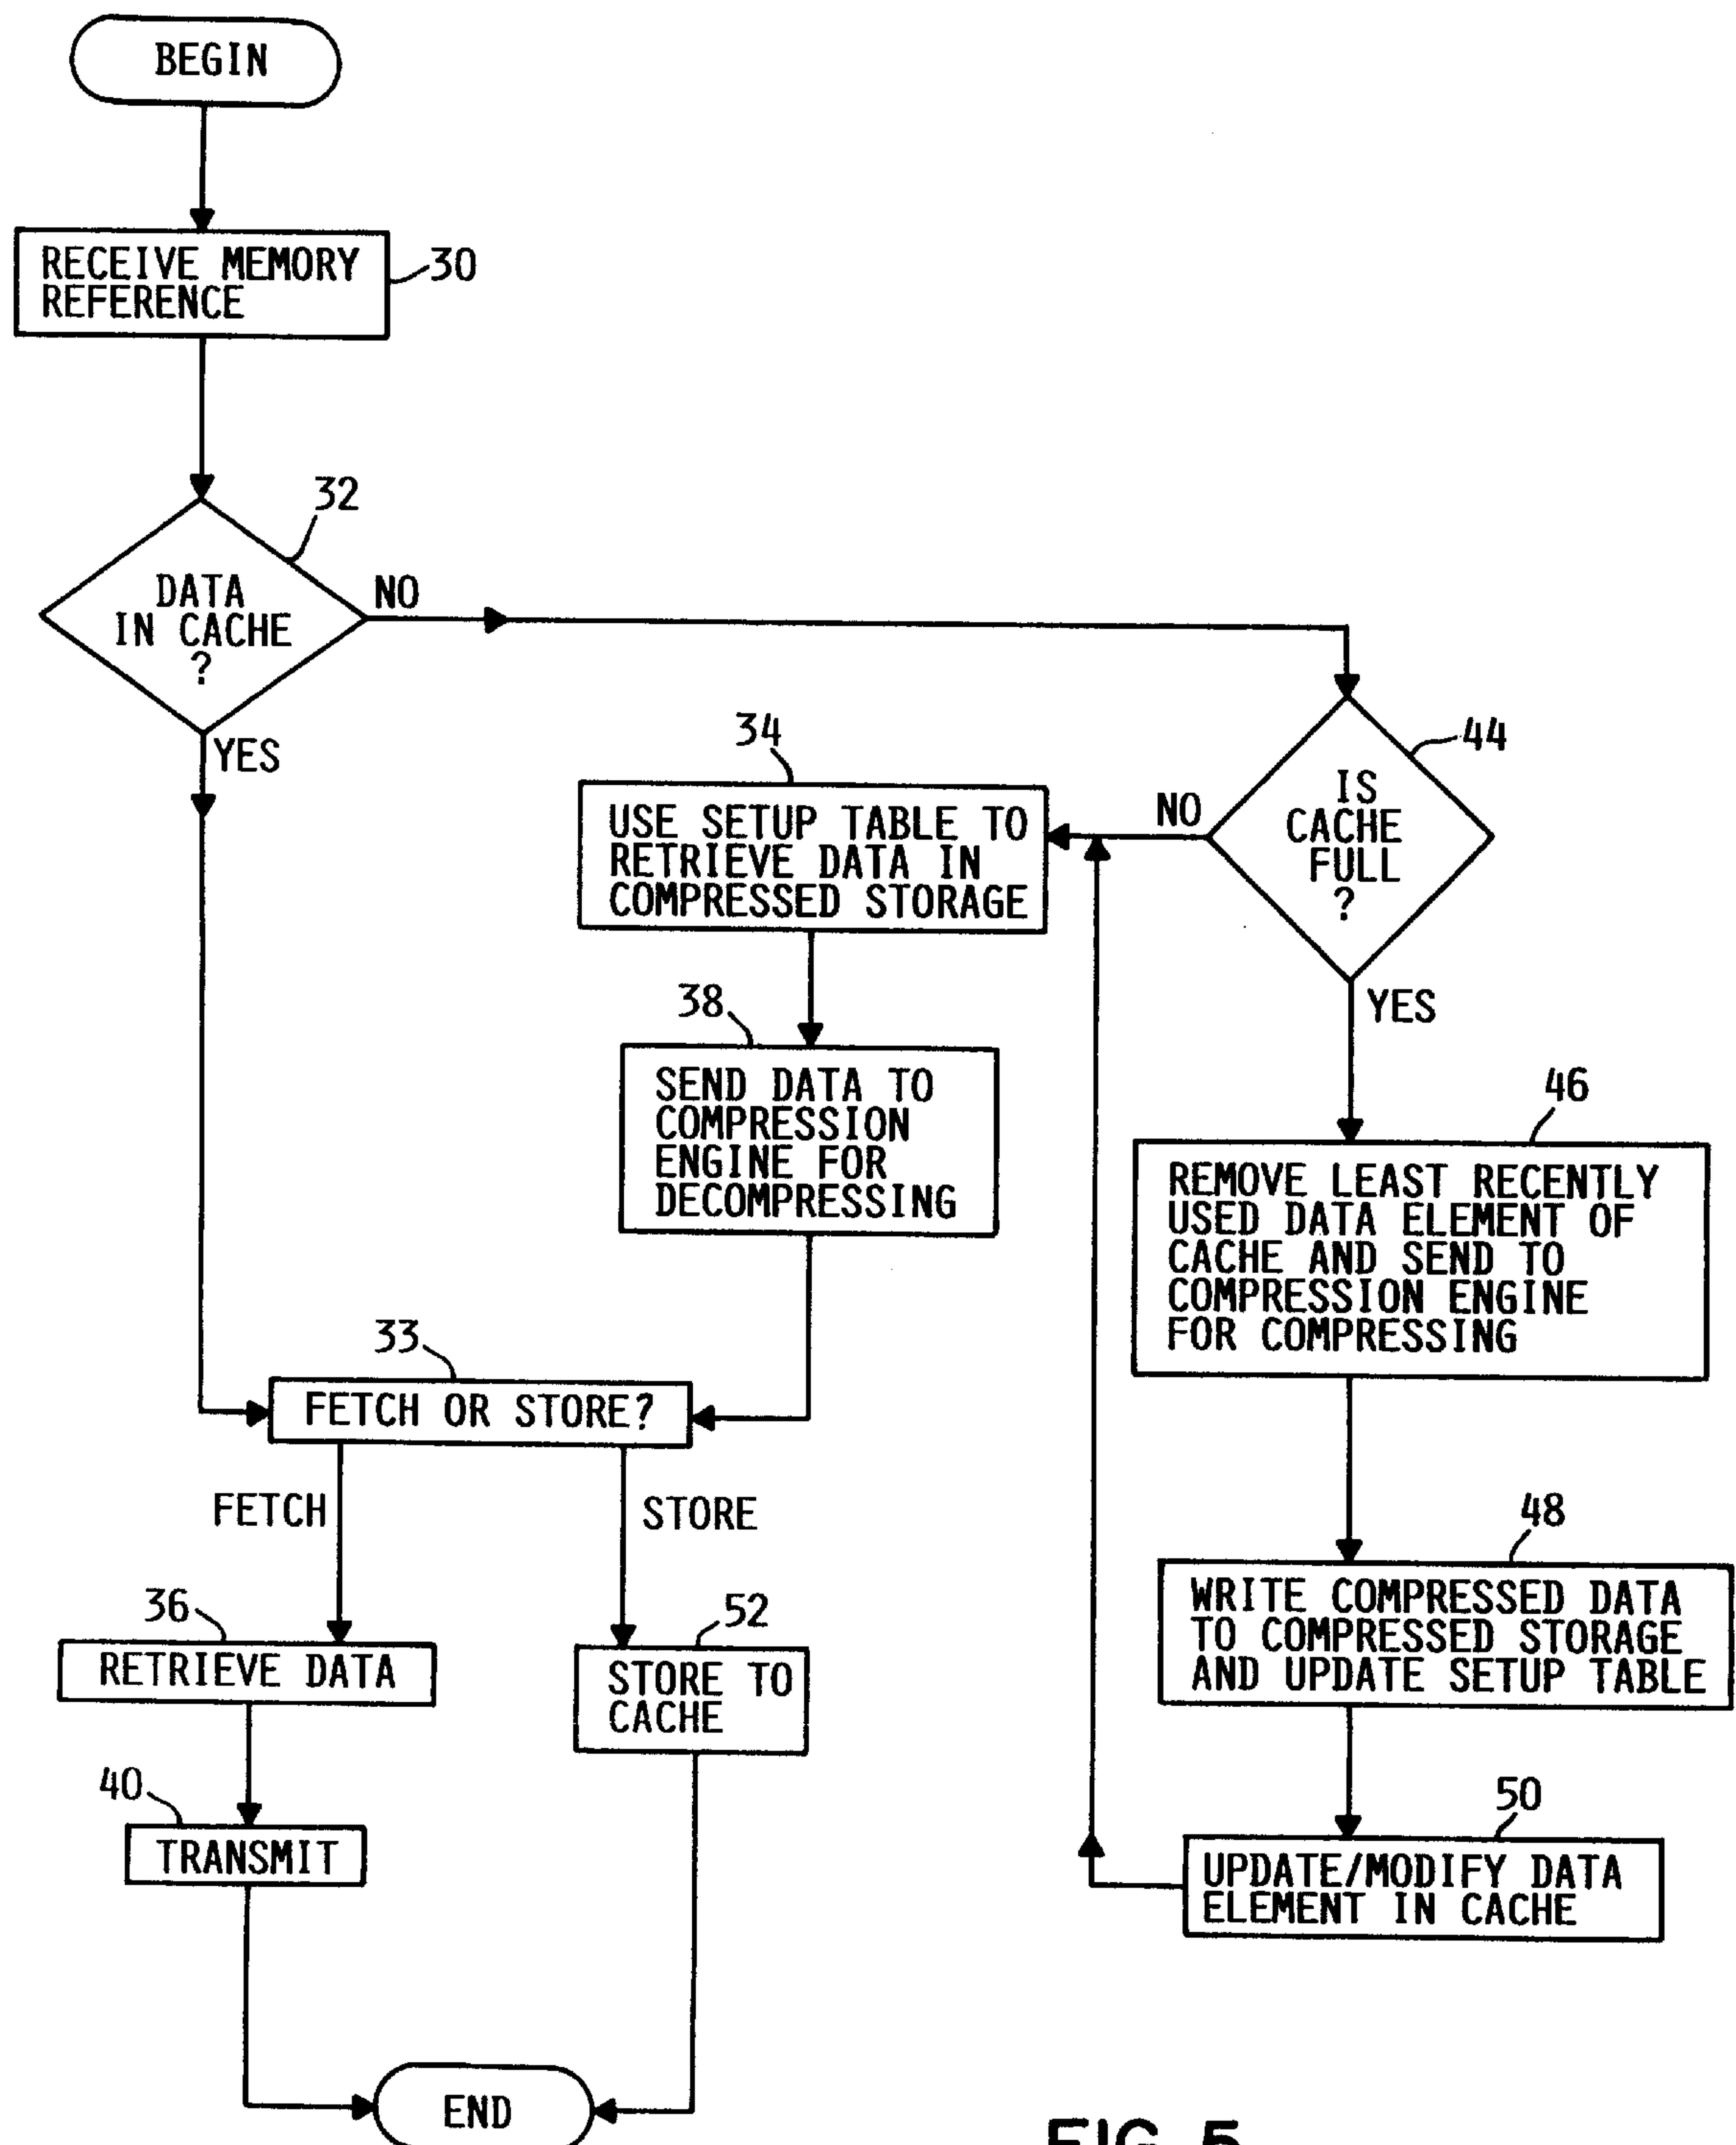 BEGIN
RECEIVE MEMORY
REFERENCE
30
32
DATA
IN CACHE
?
NO
YES
44
IS
CACHE
FULL
?
NO
YES
34
USE SETUP TABLE TO
RETRIEVE DATA IN
COMPRESSED STORAGE
38
SEND DATA TO
COMPRESSION
ENGINE FOR
DECOMPRESSING
46
REMOVE LEAST RECENTLY
USED DATA ELEMENT OF
CACHE AND SEND TO
COMPRESSION ENGINE
FOR COMPRESSING
33
FETCH OR STORE?
FETCH
STORE
48
WRITE COMPRESSED DATA
TO COMPRESSED STORAGE
AND UPDATE SETUP TABLE
36
RETRIEVE DATA
52
STORE TO
CACHE
40
TRANSMIT
50
UPDATE/MODIFY DATA
ELEMENT IN CACHE
END
FIG. 5